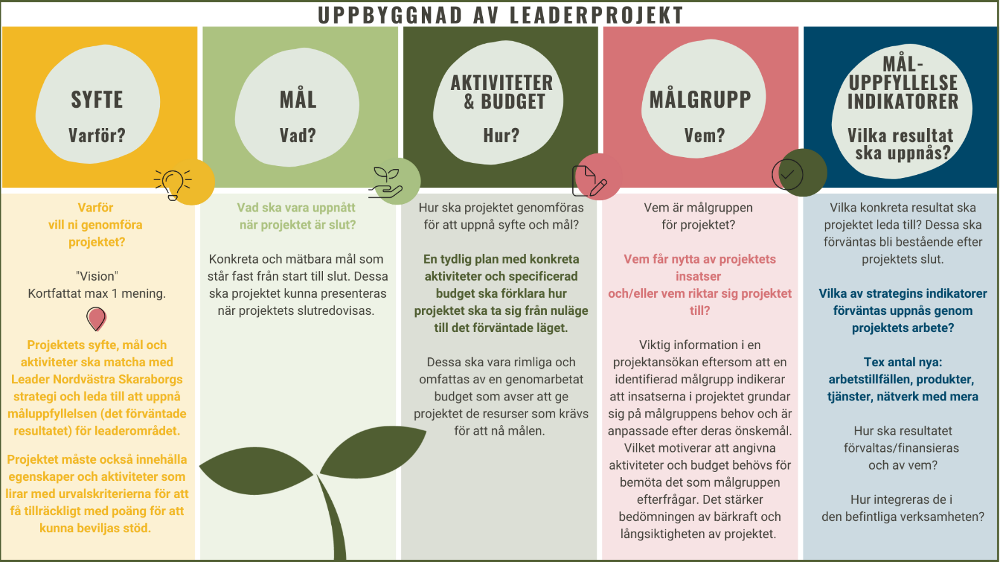 UPPBYGGNAD AV LEADERPROJEKT
SYFTE
Varför?
Varför
vill ni genomföra
projektet?
"Vision"
Kortfattat max 1 mening.
Projektets syfte, mål och
aktiviteter ska matcha med
Leader Nordvästra Skaraborgs
strategi och leda till att uppnå
måluppfyllelsen (det förväntade
resultatet) för leaderområdet.
Projektet måste också innehålla
egenskaper och aktiviteter som
lirar med urvalskriterierna för att
få tillräckligt med poäng för att
kunna beviljas stöd.
MÅL
Vad?
Vad ska vara uppnått
när projektet är slut?
Konkreta och mätbara mål som
står fast från start till slut. Dessa
ska projektet kunna presenteras
när projektets slutredovisas.
AKTIVITETER
& BUDGET
Hur?
Hur ska projektet genomföras
för att uppnå syfte och mål?
En tydlig plan med konkreta
aktiviteter och specificerad
budget ska förklara hur
projektet ska ta sig från nuläge
till det förväntade läget.
Dessa ska vara rimliga och
omfattas av en genomarbetat
budget som avser att ge
projektet de resurser som krävs
för att nå målen.
MÅLGRUPP
Vem?
Vem är målgruppen
för projektet?
Vem får nytta av projektets
insatser
och/eller vem riktar sig projektet
till?
Viktig information i en
projektansökan eftersom att en
identifierad målgrupp indikerar
att insatserna i projektet grundar
sig på målgruppens behov och är
anpassade efter deras önskemål.
Vilket motiverar att angivna
aktiviteter och budget behövs för
bemöta det som målgruppen
efterfrågar. Det stärker
bedömningen av bärkraft och
långsiktigheten av projektet.
MÅL-
UPPFYLLELSE
INDIKATORER
Vilka resultat
ska uppnås?
Vilka konkreta resultat ska
projektet leda till? Dessa ska
förväntas bli bestående efter
projektets slut.
Vilka av strategins indikatorer
förväntas uppnås genom
projektets arbete?
Tex antal nya:
arbetstillfällen, produkter,
tjänster, nätverk med mera
Hur ska resultatet
förvaltas/finansieras
och av vem?
Hur integreras de i
den befintliga verksamheten?